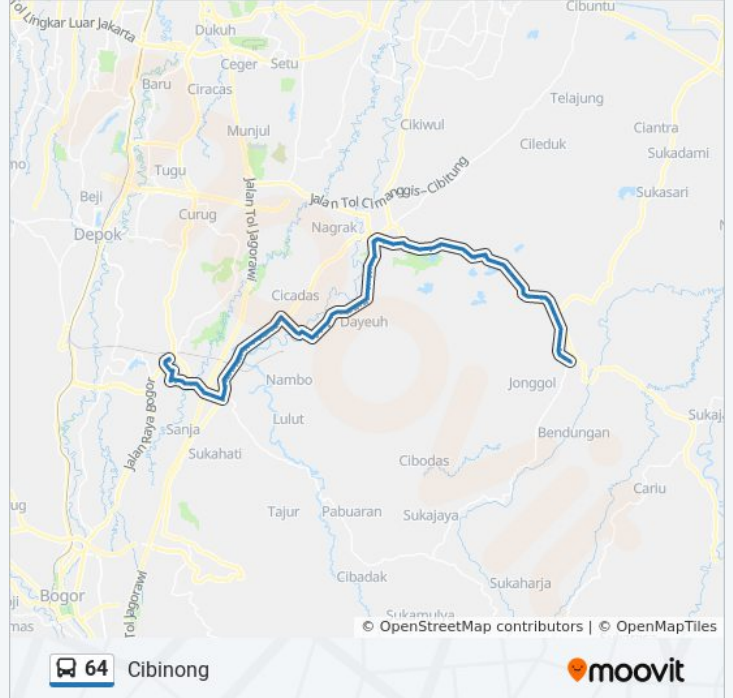 Tol Lingkar Luar Jakarta
Dukuh
Cibuntu
Ceger
Setu
Baru
Ciracas
Telajung
Cikiwul
Ciantra
Munjul
Cileduk
Sukadami
Tugu
Jalan Tol Cimanggis-Cibitung
Beji
Jalan Tol Jagorawi
Sukasari
Curug
Nagrak
Depok
Cicadas
Dayeuh
Nambo
Jonggol
Jalan Raya Bogor
Lulut
Sanja
Bendungan
Sukahati
Cibodas
Cariu
Tajur
Pabuaran
Sukajaya
Cibadak
Sukaharja
Bogor
Tol Jagorawi
Sukamulya
© OpenStreetMap contributors | © OpenMapTiles
64 Cibinong
moovit